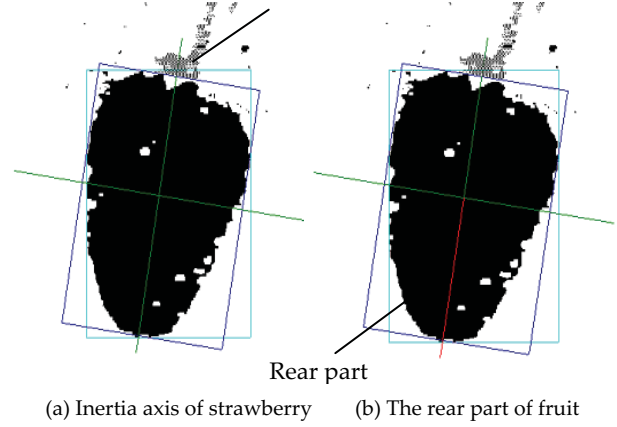 Rear part
(a) Inertia axis of strawberry
(b) The rear part of fruit